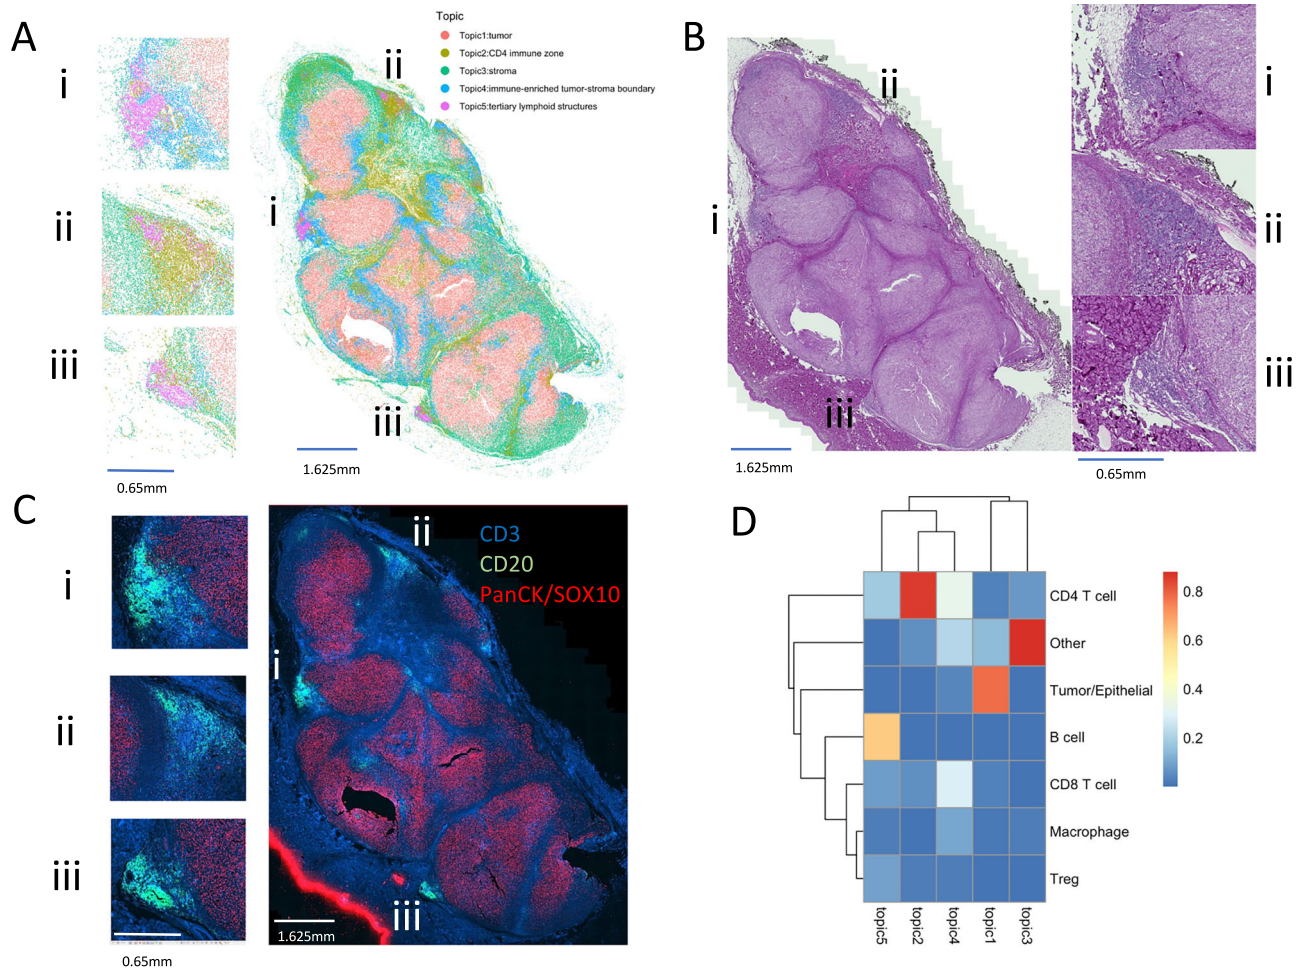 A
i
ii
iii
0.65mm
ii
i
iii
1.625mm
Topic
Topic1:tumor
Topic2:CD4 immune zone
Topic3:stroma
Topic4:immune-enriched tumor-stroma boundary
Topic5:tertiary lymphoid structures
B
ii
i
iii
1.625mm
i
ii
iii
0.65mm
C
i
ii
iii
0.65mm
ii
i
iii
CD3
CD20
PanCK/SOX10
1.625mm
D
CD4 T cell
Other
Tumor/Epithelial
B cell
CD8 T cell
Macrophage
Treg
topic5
topic2
topic4
topic1
topic3
0.8
0.6
0.4
0.2